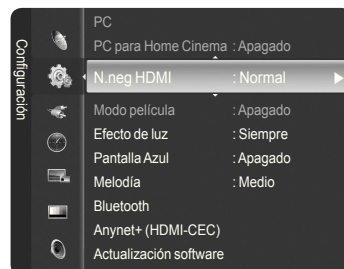 Configuración
PC
PC para Home Cinema : Apagado
N.neg HDMI : Normal
Modo película : Apagado
Efecto de luz : Siempre
Pantalla Azul : Apagado
Melodía : Medio
Bluetooth
Anynet+ (HDMI-CEC)
Actualización software